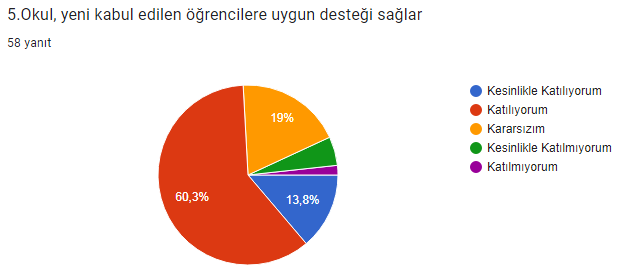 5.Okul, yeni kabul edilen öğrencilere uygun desteği sağlar
58 yanıt
Kesinlikle Katılıyorum
Katılıyorum
Kararsızım
Kesinlikle Katılmıyorum
Katılmıyorum
19%
60,3%
13,8%